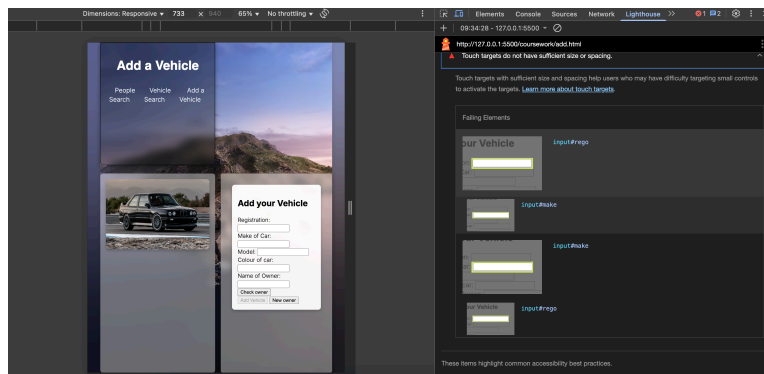 Dimensions: Responsive ▼ 733 × 940 65% ▼ No throttling ▼
Elements Console Sources Network Lighthouse >> 1 2
+ 09:34:28 - 127.0.0.1:5500
http://127.0.0.1:5500/coursework/add.html
Touch targets do not have sufficient size or spacing.
Touch targets with sufficient size and spacing help users who may have difficulty targeting small controls
to activate the targets. Learn more about touch targets.
Failing Elements
our Vehicle
input#rego
input#make
input#make
our Vehicle
input#rego
These items highlight common accessibility best practices.
Add a Vehicle
People Vehicle Add a
Search Search Vehicle
Add your Vehicle
Registration:
Make of Car:
Model:
Colour of car:
Name of Owner:
Check owner
Add Vehicle New owner